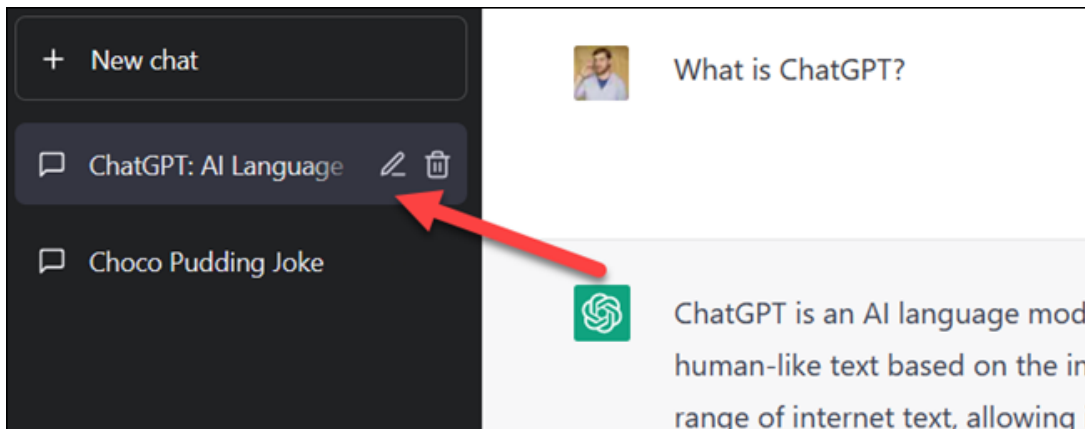 New chat
ChatGPT: AI Language
Choco Pudding Joke
What is ChatGPT?
ChatGPT is an AI language mod
human-like text based on the in
range of internet text, allowing